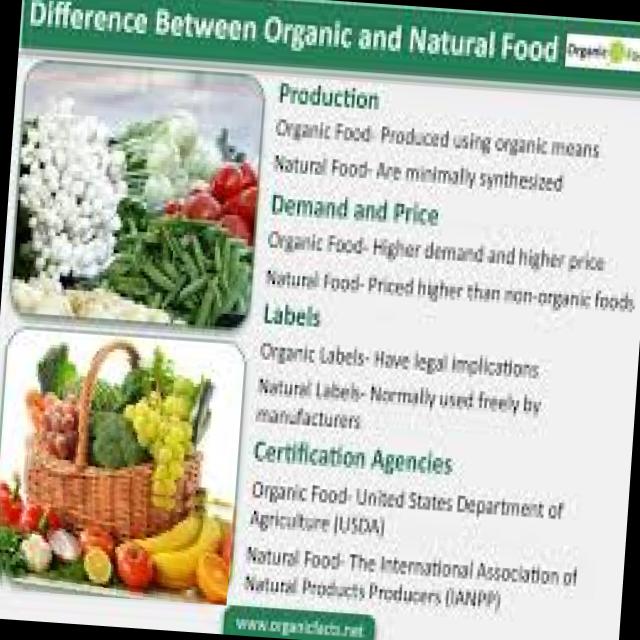 Difference Between Organic and Natural Food
Organic
Production
Organic Food- Produced using organic means
Natural Food- Are minimally synthesized
Demand and Price
Organic Food- Higher demand and higher price
Natural Food- Priced higher than non-organic foods
Labels
Organic Labels- Have legal implications
Natural Labels- Normally used freely by
manufacturers
Certification Agencies
Organic Food- United States Department of
Agriculture (USDA)
Natural Food- The International Association of
Natural Products Producers (IANPP)
www.organicfacts.net